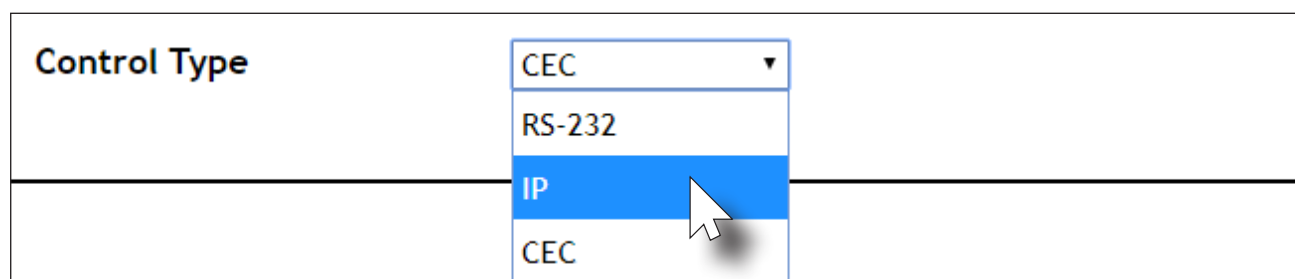 Control Type
CEC
RS-232
IP
CEC